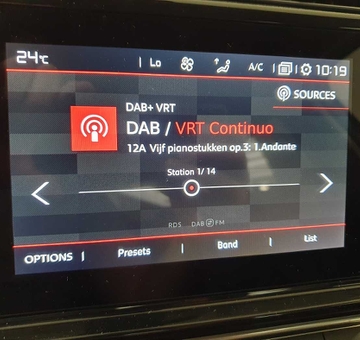 24°C Lo A/C 10:19
SOURCES
DAB+ VRT
DAB / VRT Continuo
12A Vijf pianostukken op.3: 1.Andante
Station 1/14
RDS DAB FM
OPTIONS Presets Band List